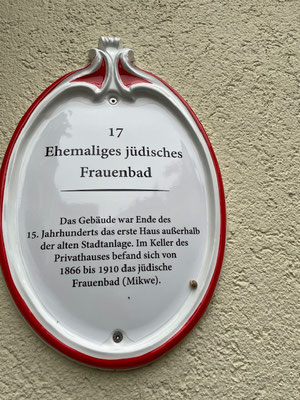 17
Ehemaliges jüdisches
Frauenbad
Das Gebäude war Ende des
15. Jahrhunderts das erste Haus außerhalb
der alten Stadtanlage. Im Keller des
Privathauses befand sich von
1866 bis 1910 das jüdische
Frauenbad (Mikwe).